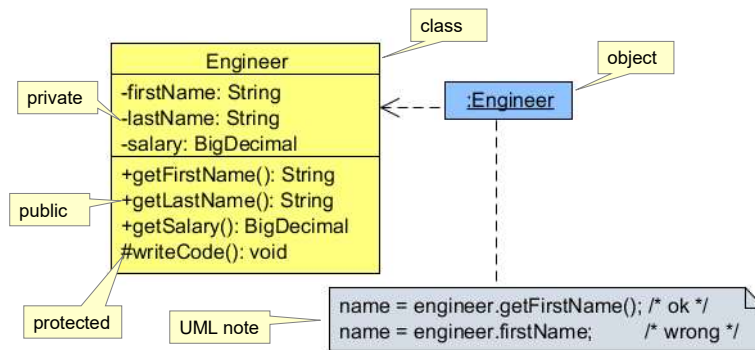 class
Engineer
object
private
-firstName: String
-lastName: String
-salary: BigDecimal
:Engineer
public
+getFirstName(): String
+getLastName(): String
+getSalary(): BigDecimal
#writeCode(): void
protected
UML note
name = engineer.getFirstName(); /* ok */
name = engineer.firstName; /* wrong */